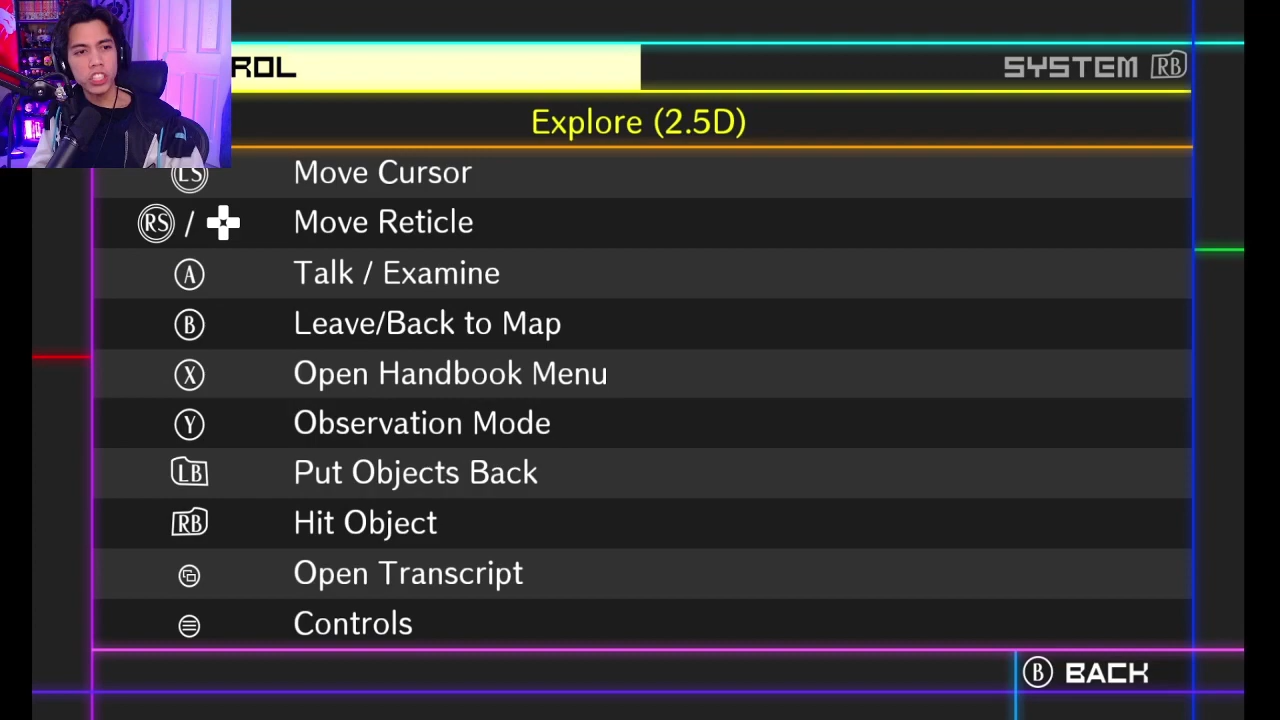 ROL
SYSTEM RB
Explore (2.5D)
LS Move Cursor
RS / Move Reticle
A Talk / Examine
B Leave/Back to Map
X Open Handbook Menu
Y Observation Mode
LB Put Objects Back
RB Hit Object
Open Transcript
Controls
B BACK